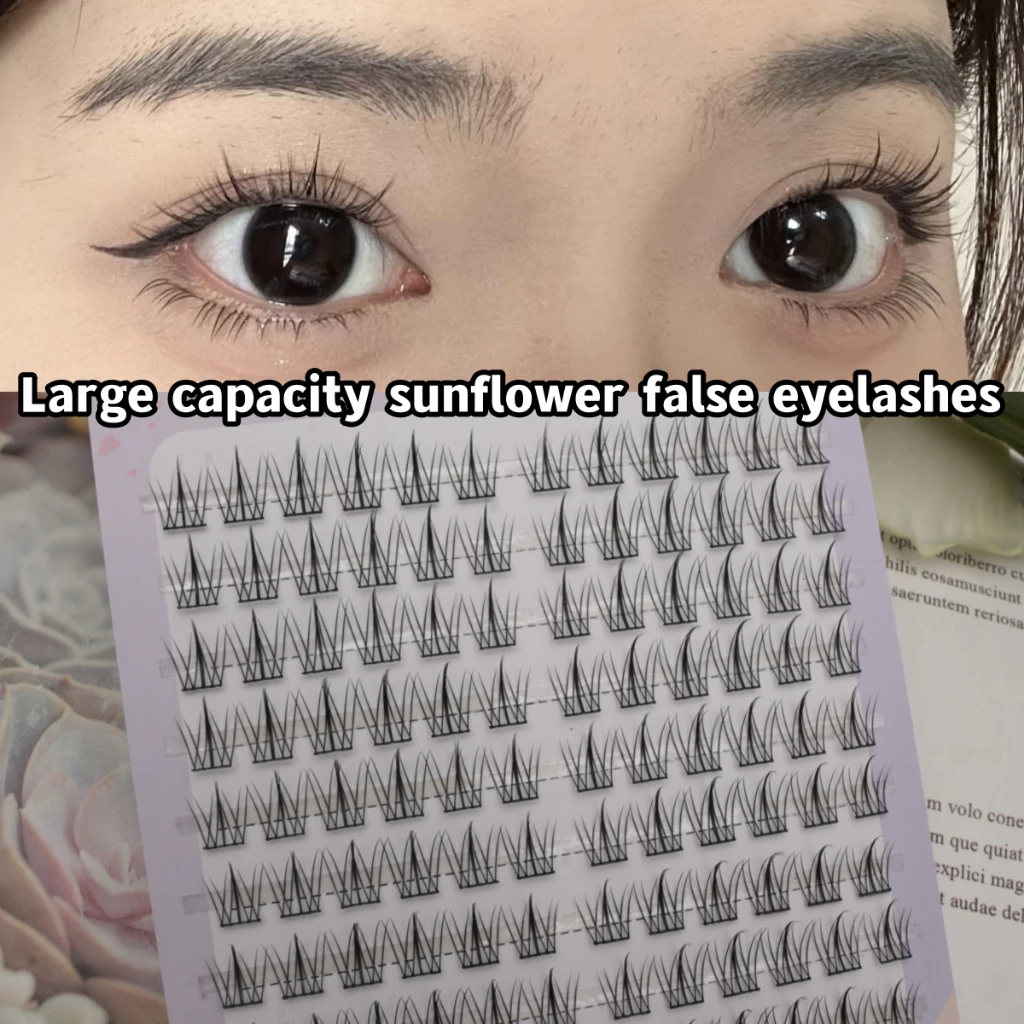 Large capacity sunflower false eyelashes
hilis eosamusciunt
saeruntem reriosa
m volo cone
m que quiat
explici mag
t audae del